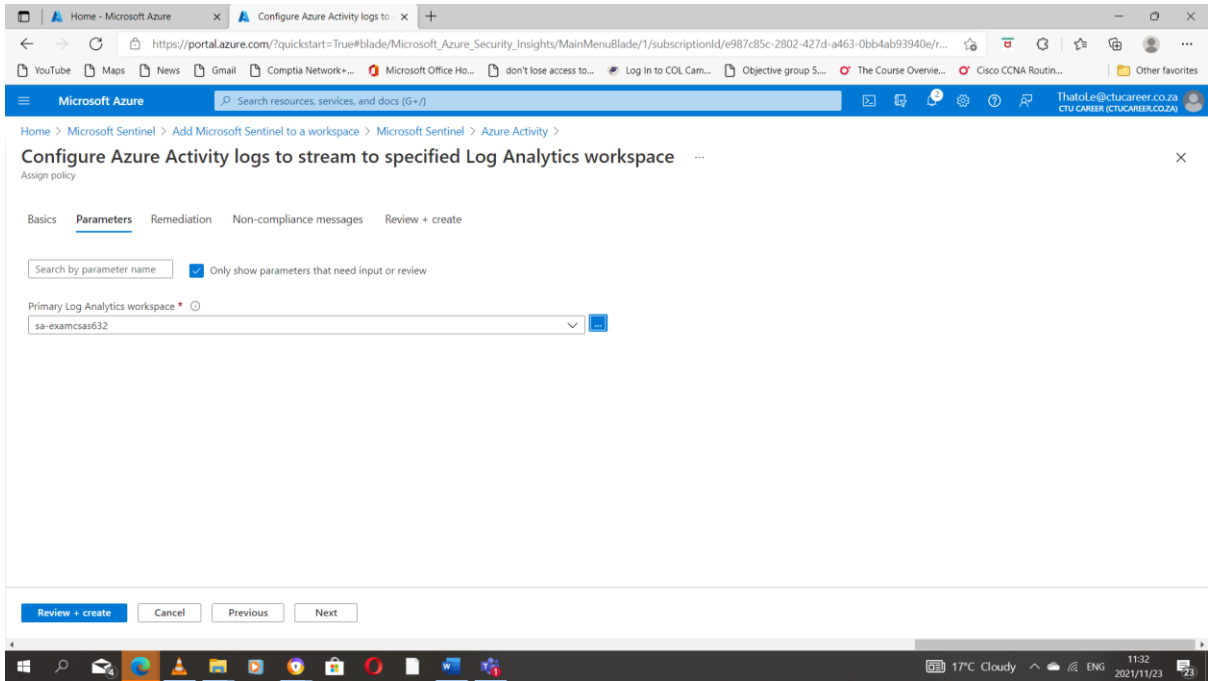 Home - Microsoft Azure
Configure Azure Activity logs to
https://portal.azure.com/?quickstart=True#blade/Microsoft_Azure_Security_Insights/MainMenuBlade/1/subscriptionId/e987c85c-2802-427d-a463-0bb4ab93940e/r...
YouTube Maps News Gmail Comptia Network+... Microsoft Office Ho... don't lose access to... Log In to COL Cam... Objective group 5.... The Course Overvie... Cisco CCNA Routin... Other favorites
Microsoft Azure Search resources, services, and docs (G+/) 2 ThatoLe@ctucareer.co.za
CTU CAREER (CTUCAREER.CO.ZA)
Home > Microsoft Sentinel > Add Microsoft Sentinel to a workspace > Microsoft Sentinel > Azure Activity >
Configure Azure Activity logs to stream to specified Log Analytics workspace ...
Assign policy
Basics Parameters Remediation Non-compliance messages Review + create
Search by parameter name Only show parameters that need input or review
Primary Log Analytics workspace *
sa-examcsas632 ...
Review + create Cancel Previous Next
17°C Cloudy ENG 11:32
2021/11/23 23